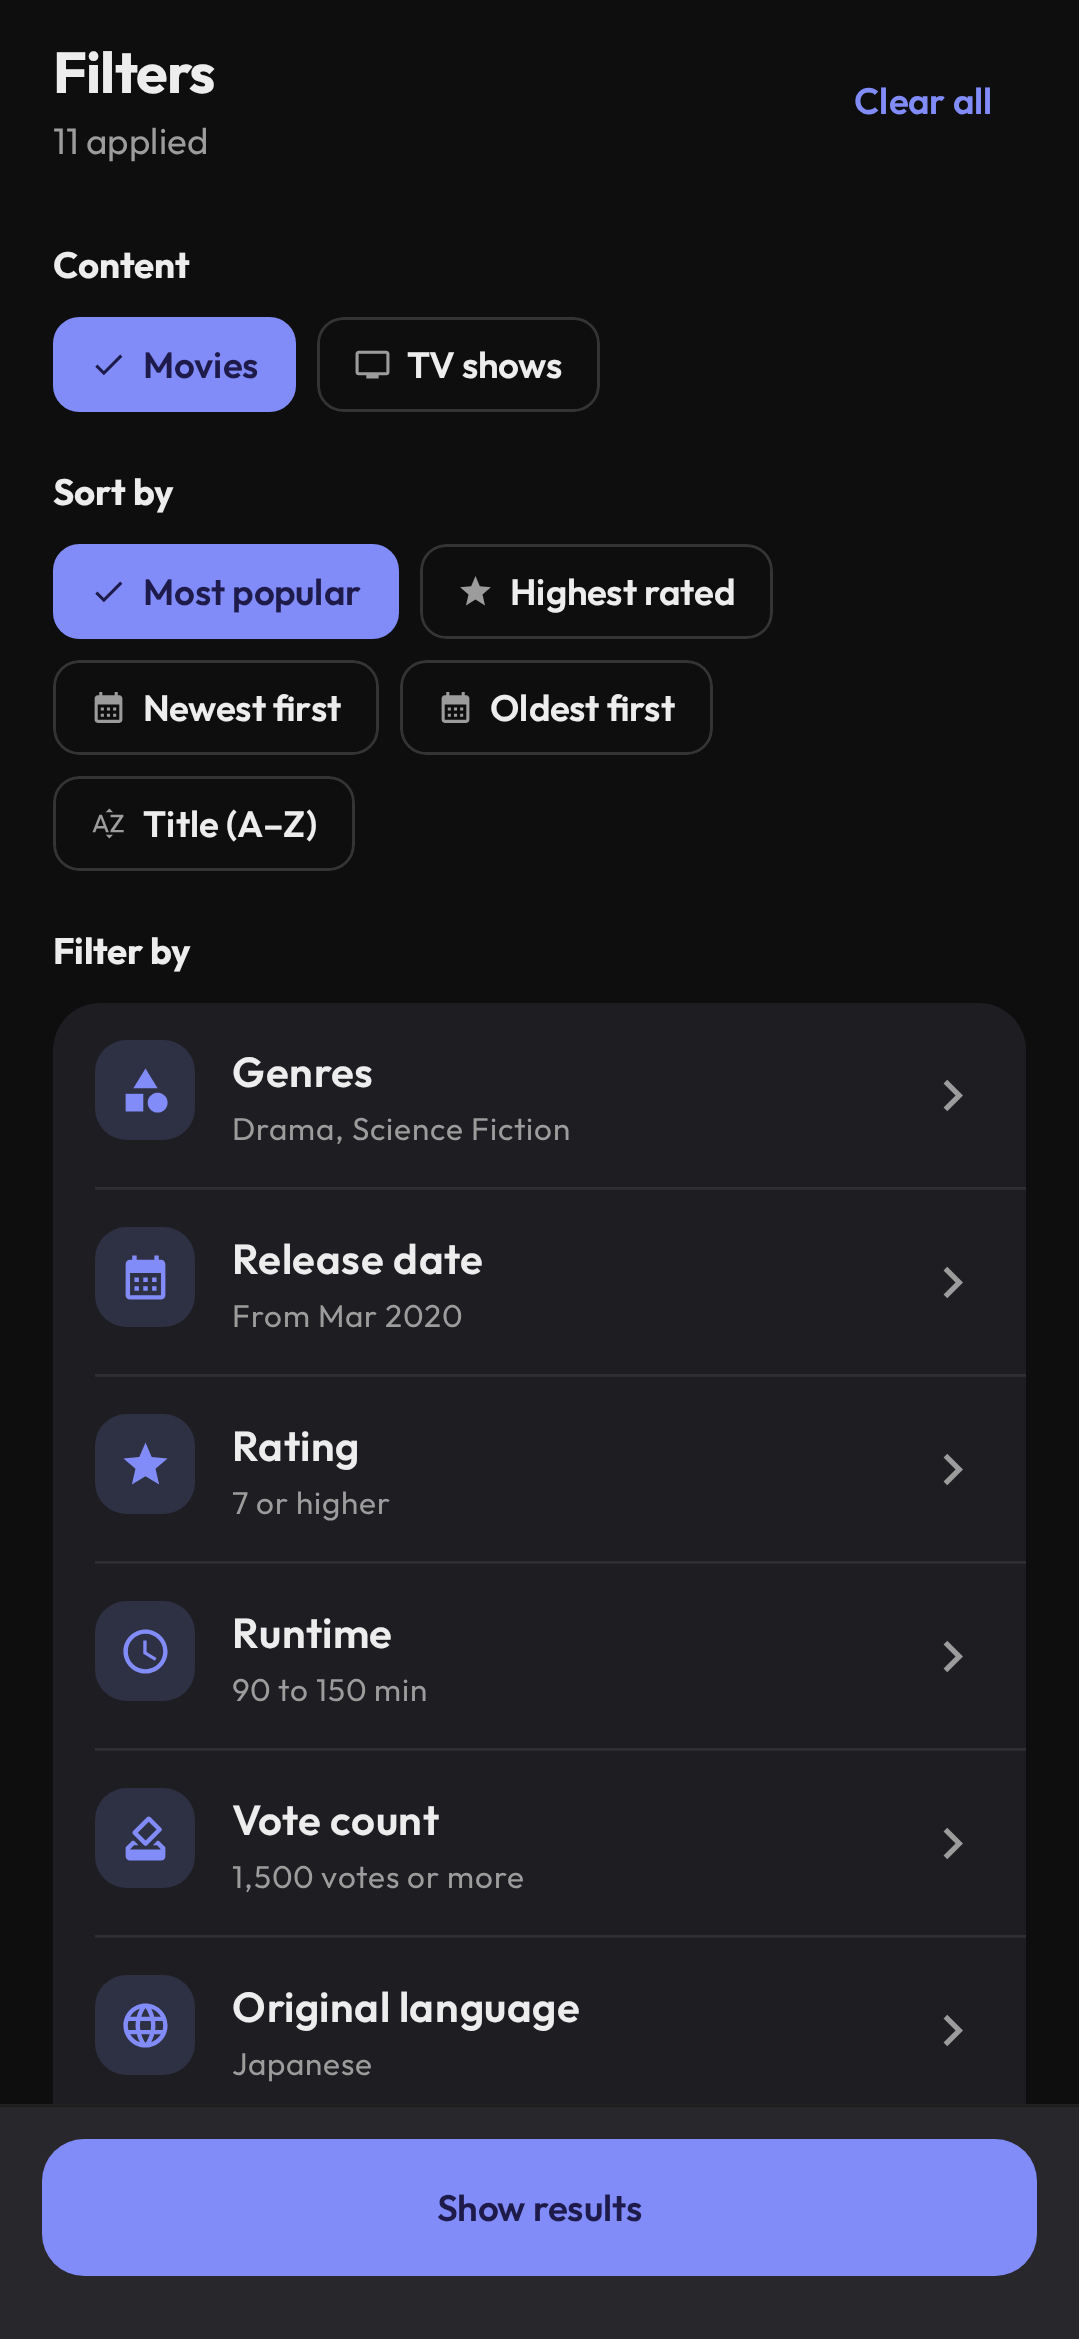 Filters
11 applied
Clear all
Content
Movies
TV shows
Sort by
Most popular
Highest rated
Newest first
Oldest first
AZ Title (A–Z)
Filter by
Genres
Drama, Science Fiction
Release date
From Mar 2020
Rating
7 or higher
Runtime
90 to 150 min
Vote count
1,500 votes or more
Original language
Japanese
Show results